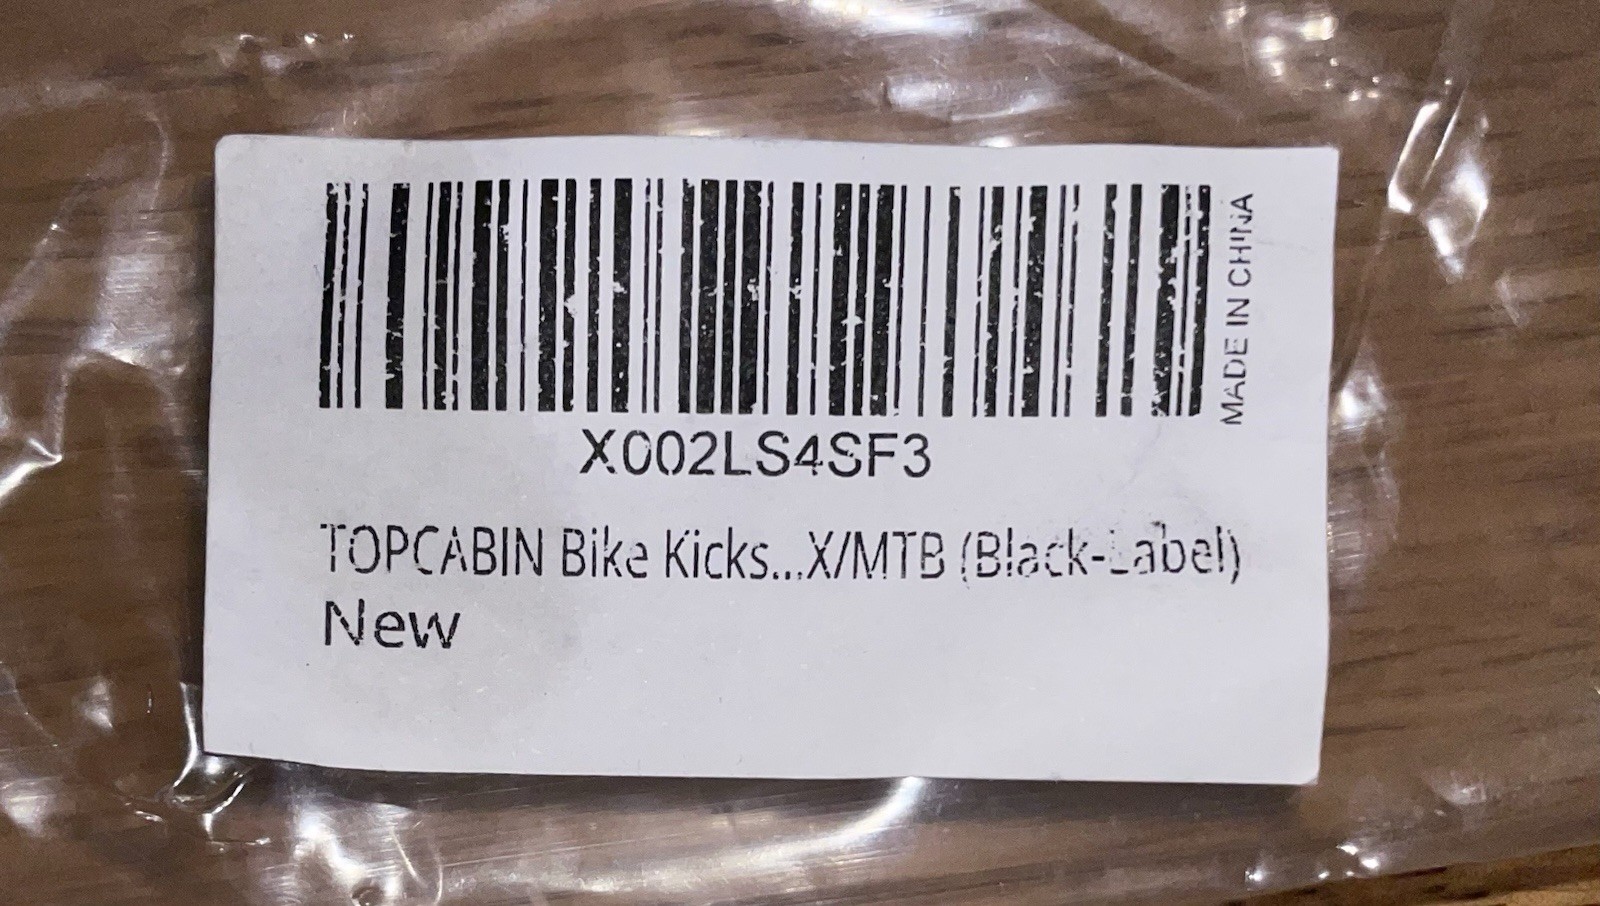 X002LS4SF3
TOPCABIN Bike Kicks...X/MTB (Black-Label)
New
MADE IN CHINA